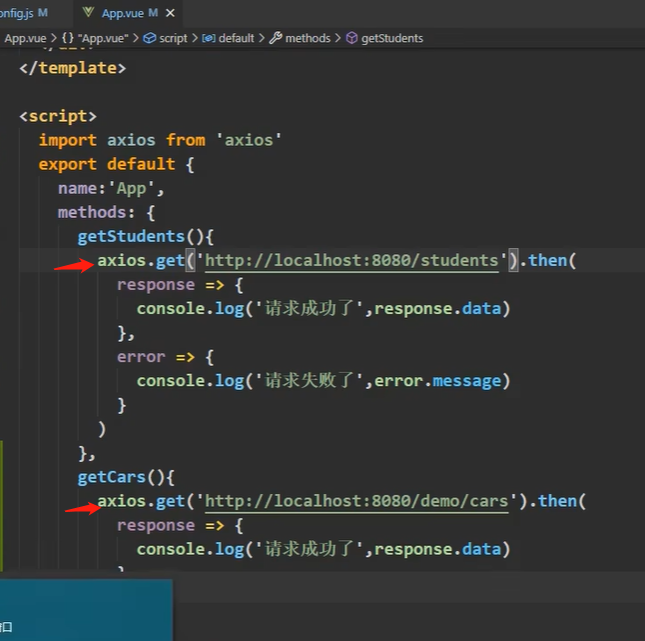 onfig.js M App.vue M ×
App.vue > {} "App.vue" > script > default > methods > getStudents
</template>
<script>
import axios from 'axios'
export default {
name:'App',
methods: {
getStudents(){
axios.get('http://localhost:8080/students').then(
response => {
console.log('请求成功了',response.data)
},
error => {
console.log('请求失败了',error.message)
}
)
},
getCars(){
axios.get('http://localhost:8080/demo/cars').then(
response => {
console.log('请求成功了',response.data)